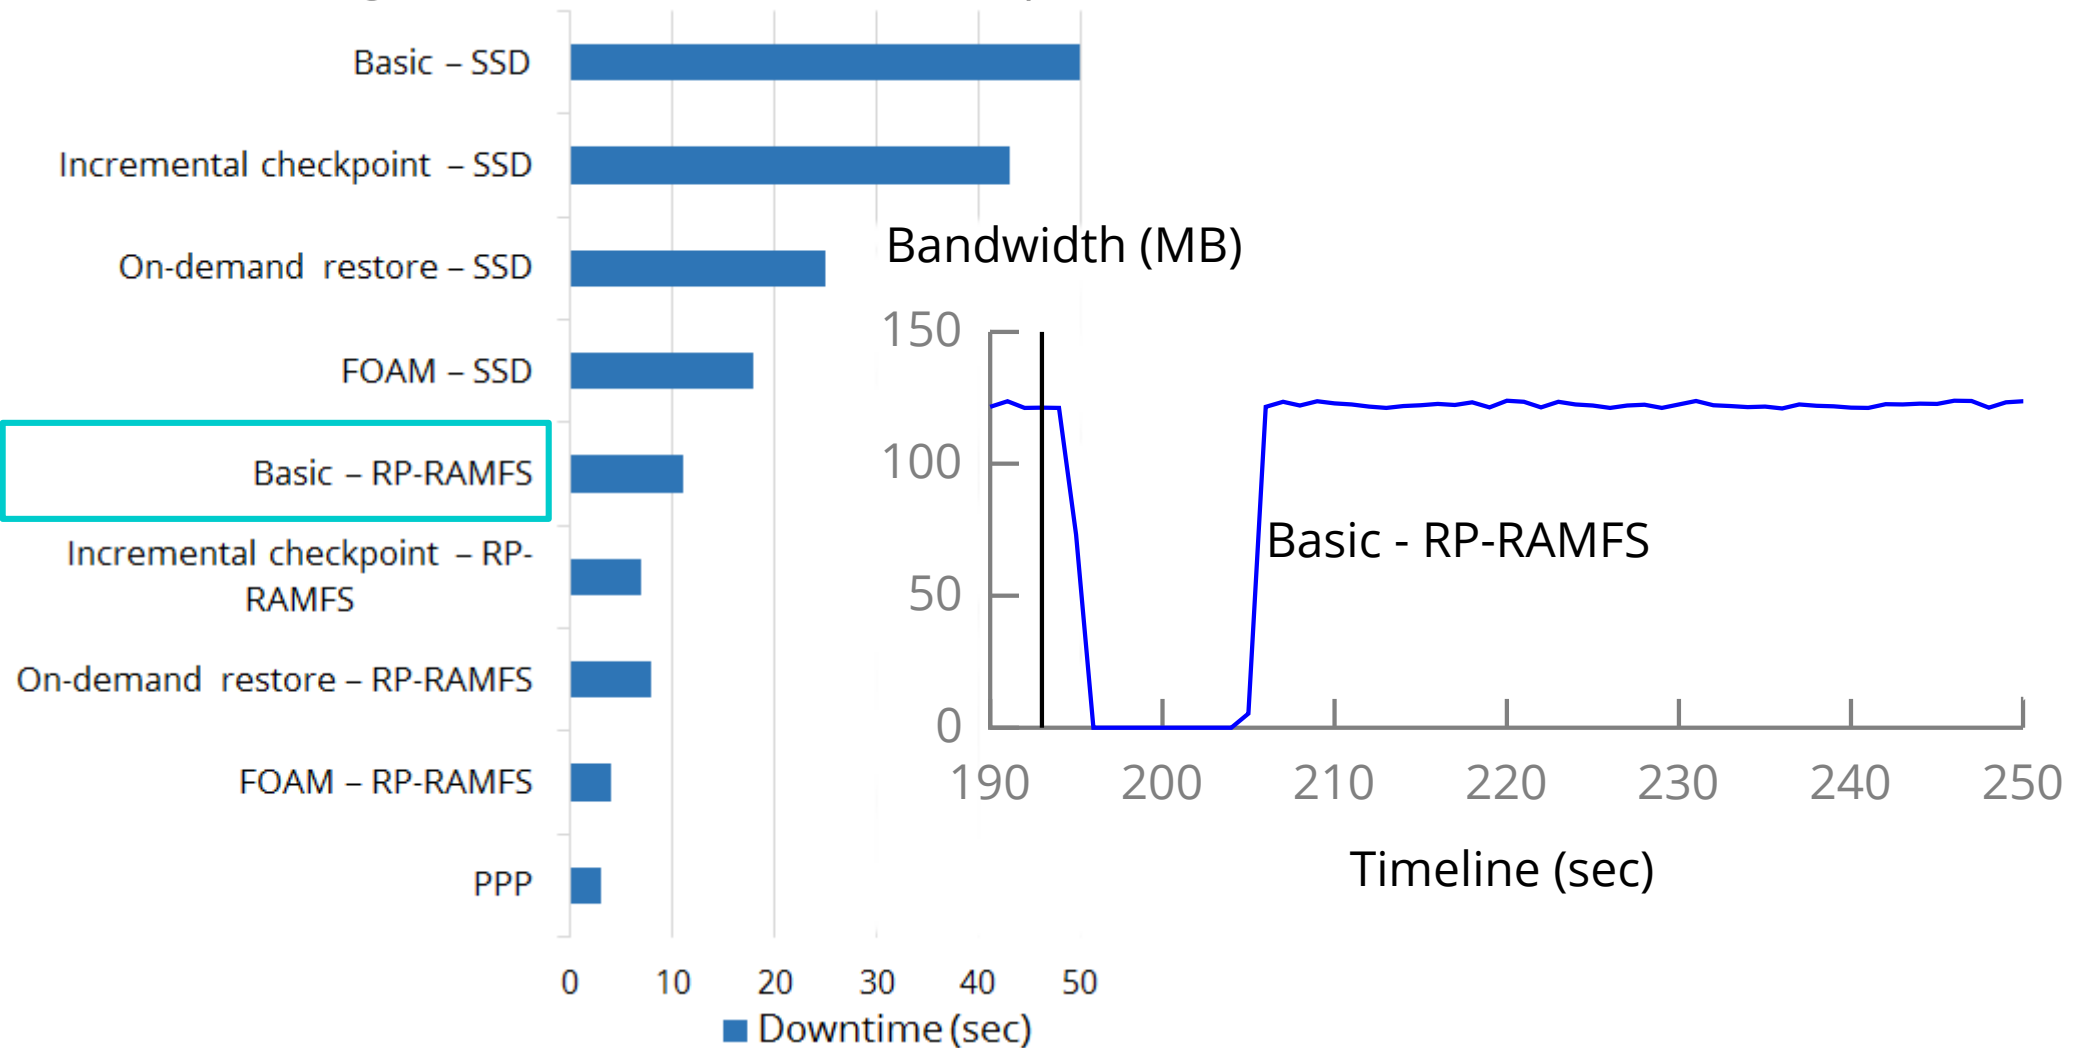 Basic – SSD
Incremental checkpoint – SSD
On-demand restore – SSD
FOAM – SSD
Basic – RP-RAMFS
Incremental checkpoint – RP-
RAMFS
On-demand restore – RP-RAMFS
FOAM – RP-RAMFS
PPP
0 10 20 30 40 50
Downtime (sec)
Bandwidth (MB)
150
100
50
0
Basic - RP-RAMFS
190 200 210 220 230 240 250
Timeline (sec)